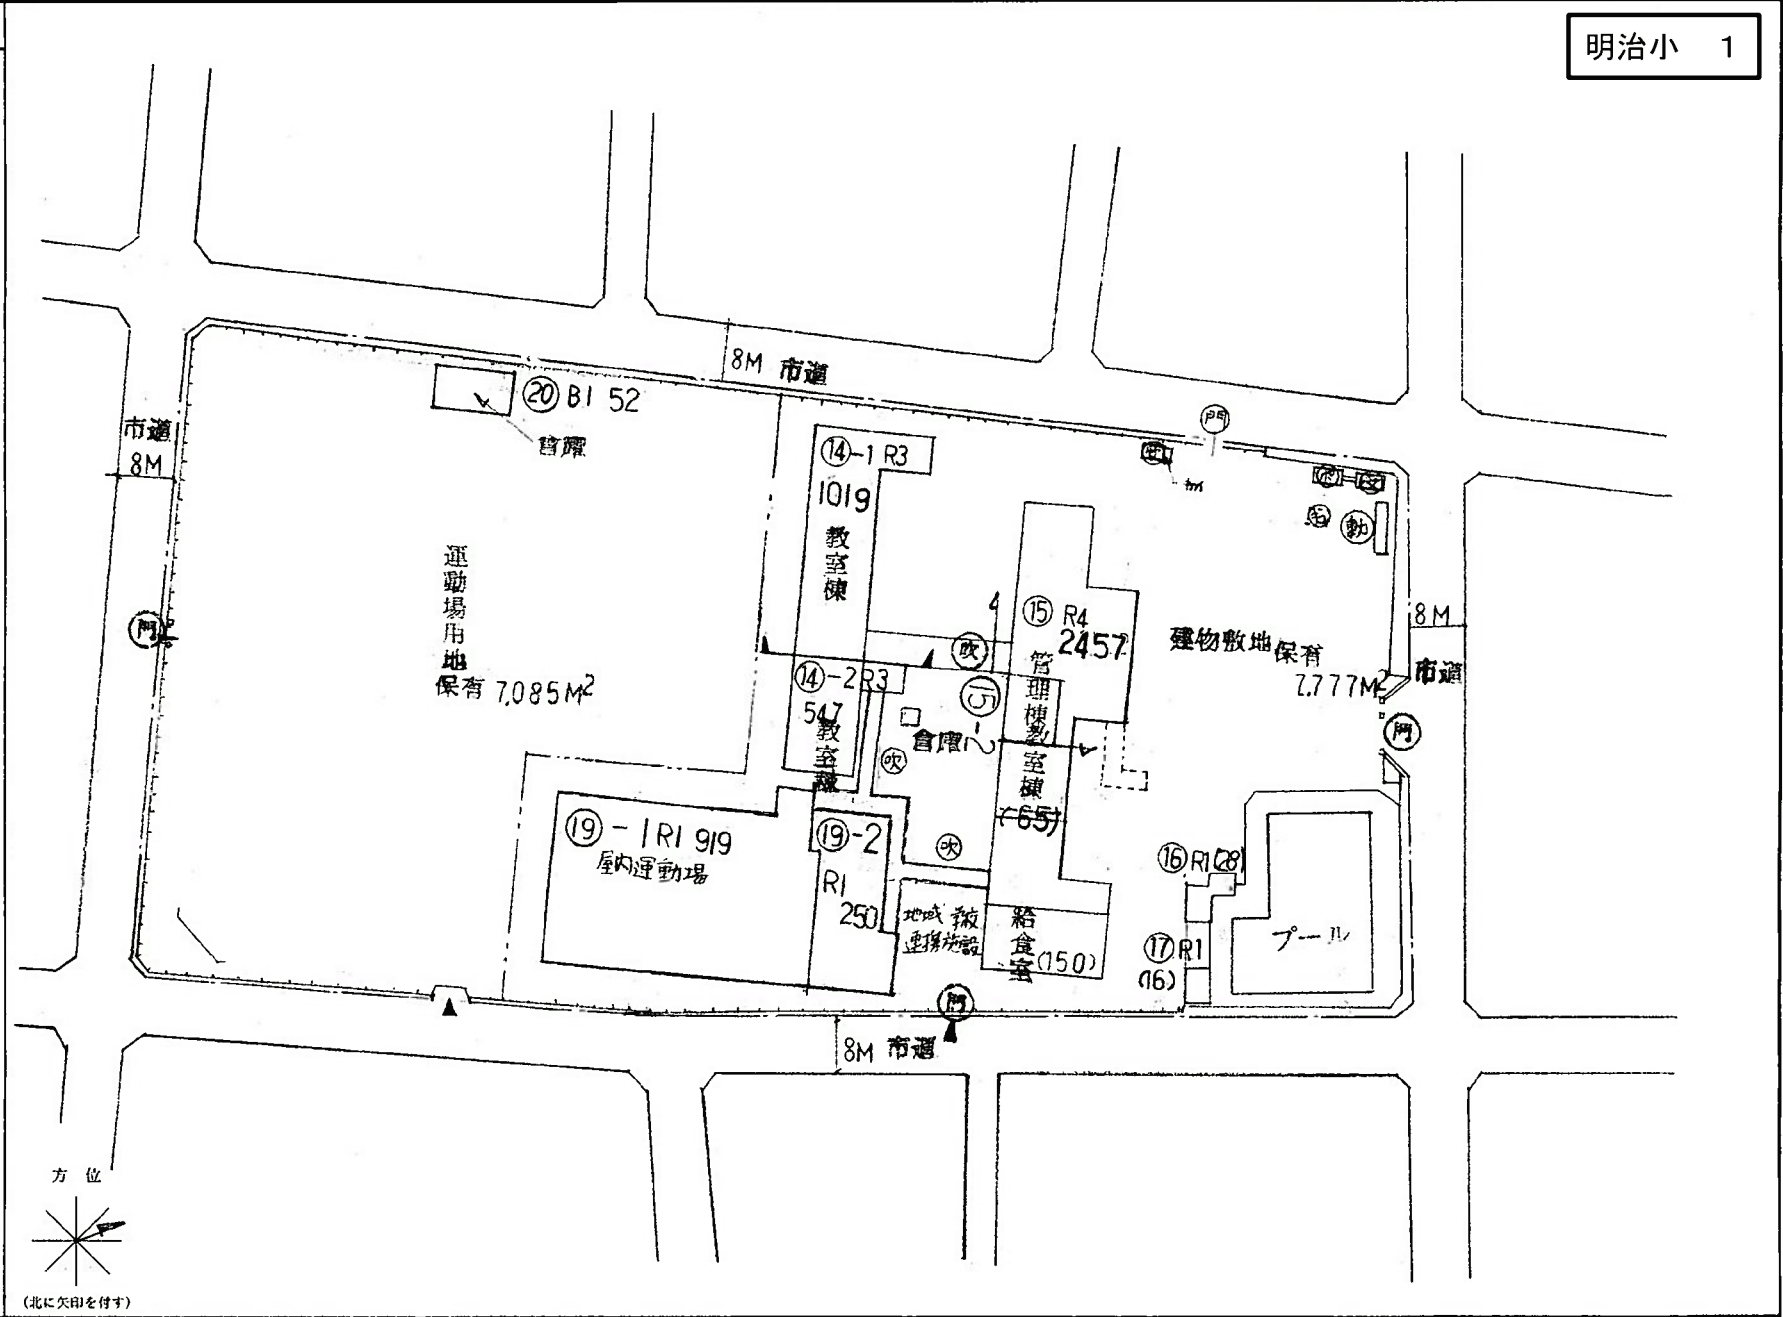 明治小 1
8M 市道
門
⑳ B1 52
倉庫
市道
8M
⑭-1 R3
1019
教室棟
運動場用地
保有 7,085M²
門
⑮ R4
2457
管理棟教室棟
(65)
⑮-2
吹
建物敷地 保有
7,777M²
8M
市道
門
⑭-2 R3
547
教室棟
倉庫
吹
吹
⑲-1 R1 919
屋内運動場
⑲-2
R1
250
地域 学校
連携施設
給食室 (150)
⑯ R1 (28)
⑰ R1
(16)
プール
門
8M 市道
方 位
(北に矢印を付す)